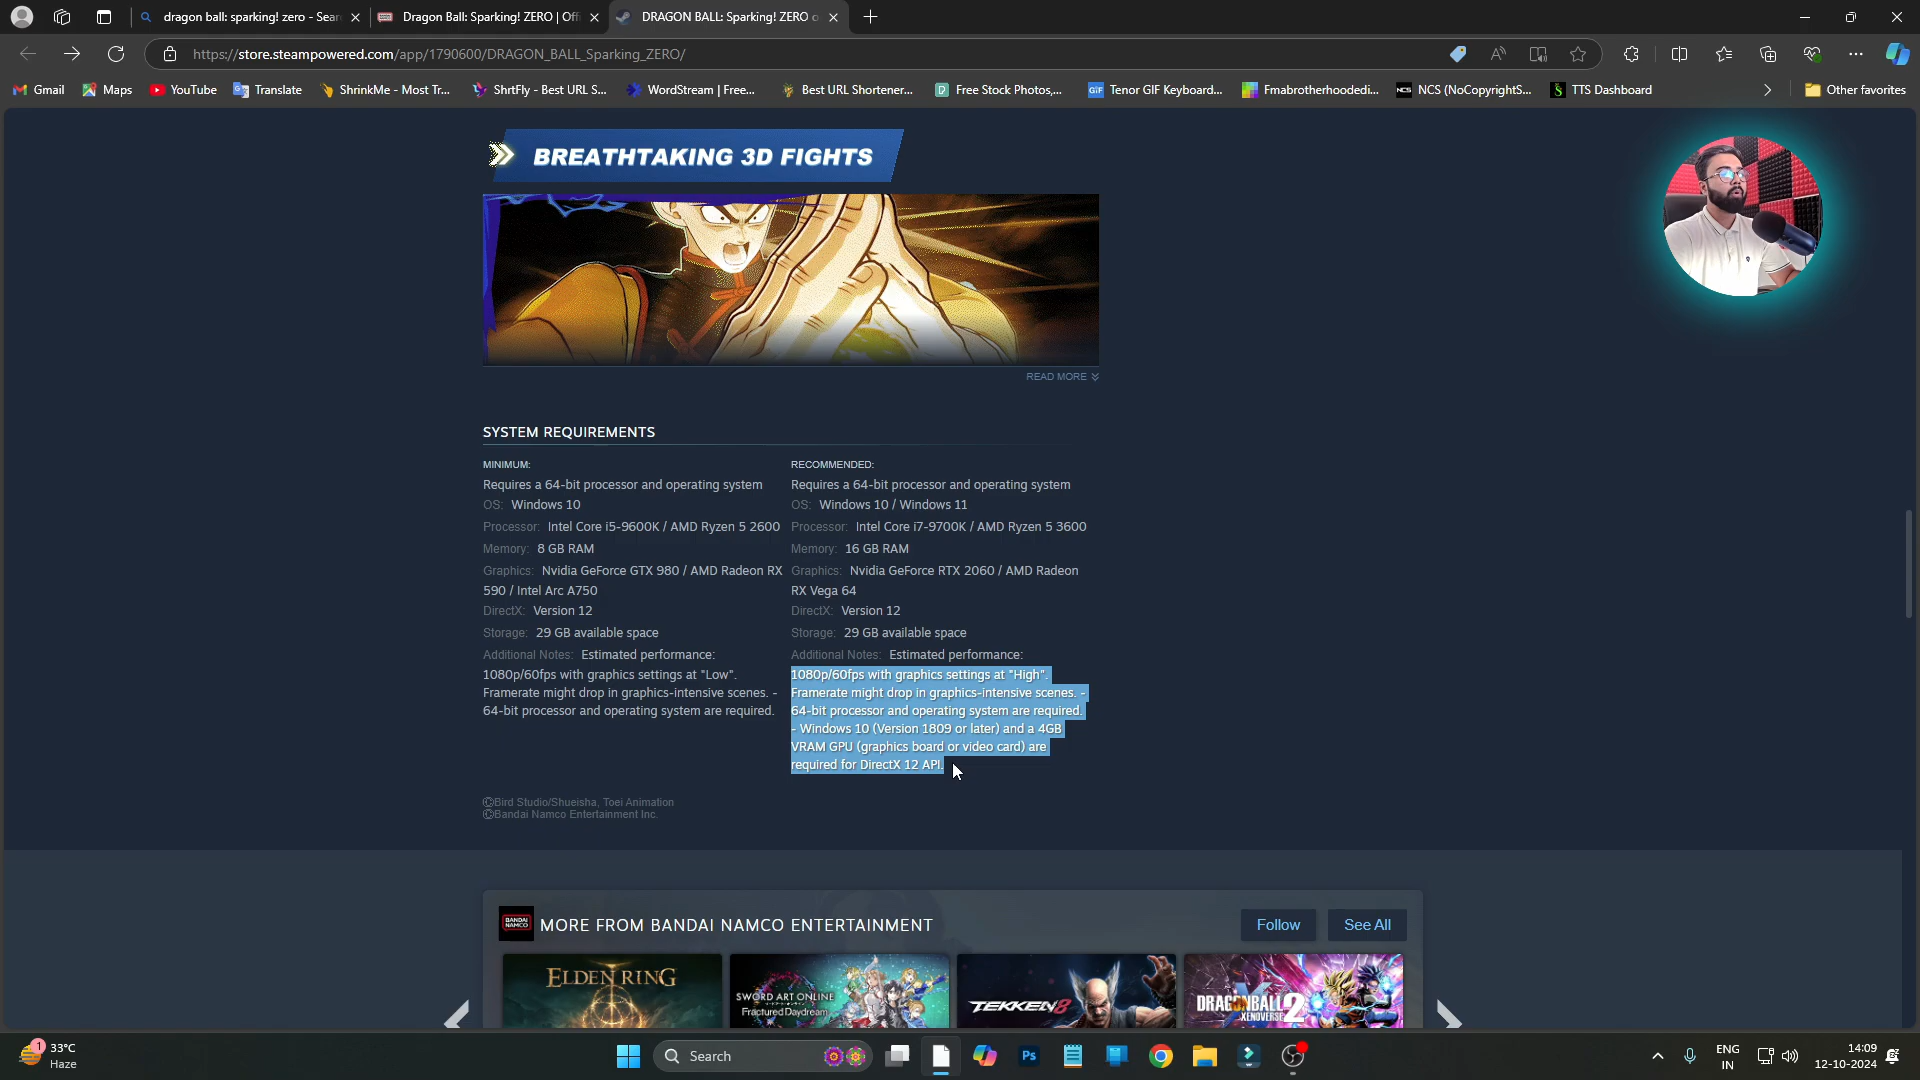 dragon ball: sparking! zero - Sear
Dragon Ball: Sparking! ZERO | Offi
DRAGON BALL: Sparking! ZERO o
https://store.steampowered.com/app/1790600/DRAGON_BALL_Sparking_ZERO/
Gmail
Maps
YouTube
Translate
ShrinkMe - Most Tr...
ShrtFly - Best URL S...
WordStream | Free...
Best URL Shortener...
Free Stock Photos,...
GIF Tenor GIF Keyboard...
Fmabrotherhoodedi...
NCS NCS (NoCopyrightS...
TTS Dashboard
Other favorites
BREATHTAKING 3D FIGHTS
READ MORE
SYSTEM REQUIREMENTS
MINIMUM:
Requires a 64-bit processor and operating system
OS: Windows 10
Processor: Intel Core i5-9600K / AMD Ryzen 5 2600
Memory: 8 GB RAM
Graphics: Nvidia GeForce GTX 980 / AMD Radeon RX
590 / Intel Arc A750
DirectX: Version 12
Storage: 29 GB available space
Additional Notes: Estimated performance:
1080p/60fps with graphics settings at "Low".
Framerate might drop in graphics-intensive scenes. -
64-bit processor and operating system are required.
RECOMMENDED:
Requires a 64-bit processor and operating system
OS: Windows 10 / Windows 11
Processor: Intel Core i7-9700K / AMD Ryzen 5 3600
Memory: 16 GB RAM
Graphics: Nvidia GeForce RTX 2060 / AMD Radeon
RX Vega 64
DirectX: Version 12
Storage: 29 GB available space
Additional Notes: Estimated performance:
1080p/60fps with graphics settings at "High".
Framerate might drop in graphics-intensive scenes. -
64-bit processor and operating system are required.
- Windows 10 (Version 1809 or later) and a 4GB
VRAM GPU (graphics board or video card) are
required for DirectX 12 API.
©Bird Studio/Shueisha, Toei Animation
©Bandai Namco Entertainment Inc.
BANDAI NAMCO MORE FROM BANDAI NAMCO ENTERTAINMENT
Follow
See All
ELDEN RING
SWORD ART ONLINE
Fractured Daydream
TEKKEN 8
DRAGONBALL
XENOVERSE 2
1
33°C
Haze
Search
Ps
ENG
IN
14:09
12-10-2024